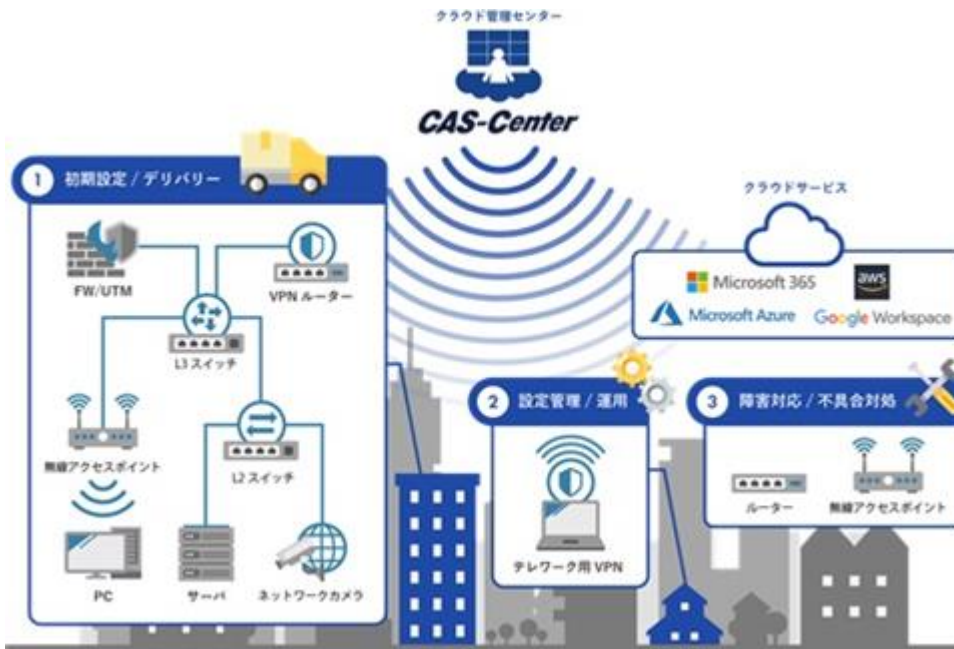 クラウド管理センター
CAS-Center
1 初期設定 / デリバリー
FW/UTM
VPN ルーター
L3 スイッチ
無線アクセスポイント
L2 スイッチ
PC
サーバ
ネットワークカメラ
クラウドサービス
Microsoft 365
aws
Microsoft Azure
Google Workspace
2 設定管理 / 運用
テレワーク用 VPN
3 障害対応 / 不具合対処
ルーター
無線アクセスポイント